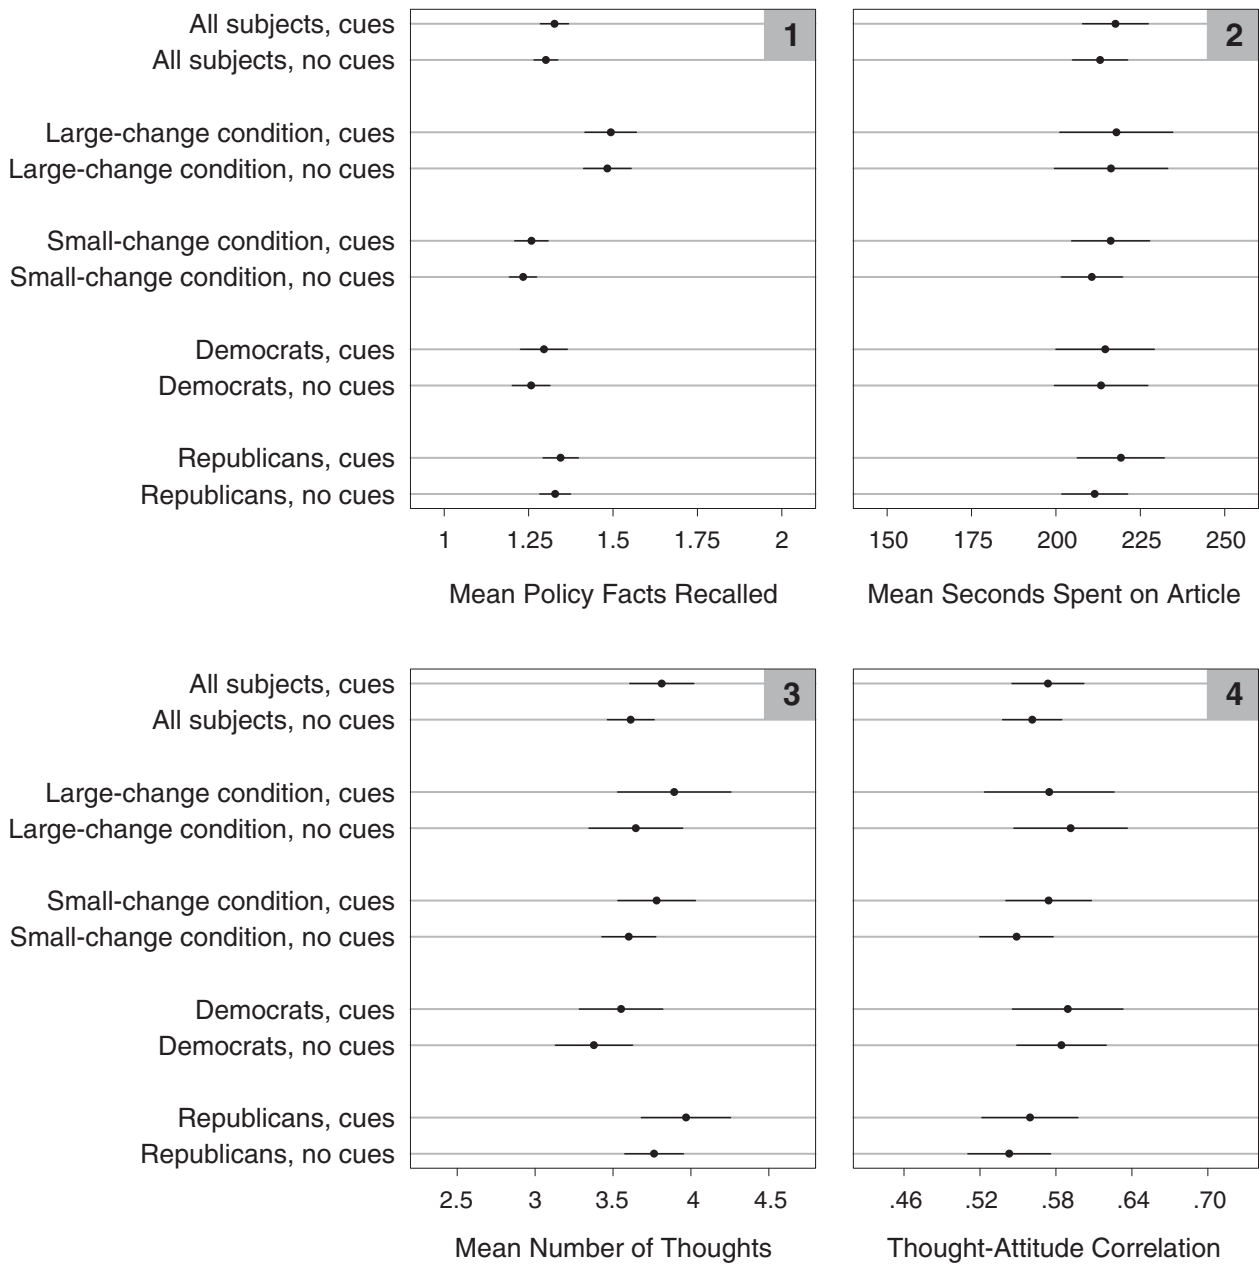 All subjects, cues
All subjects, no cues
Large-change condition, cues
Large-change condition, no cues
Small-change condition, cues
Small-change condition, no cues
Democrats, cues
Democrats, no cues
Republicans, cues
Republicans, no cues
1
1 1.25 1.5 1.75 2
Mean Policy Facts Recalled
2
150 175 200 225 250
Mean Seconds Spent on Article
All subjects, cues
All subjects, no cues
Large-change condition, cues
Large-change condition, no cues
Small-change condition, cues
Small-change condition, no cues
Democrats, cues
Democrats, no cues
Republicans, cues
Republicans, no cues
3
2.5 3 3.5 4 4.5
Mean Number of Thoughts
4
.46 .52 .58 .64 .70
Thought-Attitude Correlation